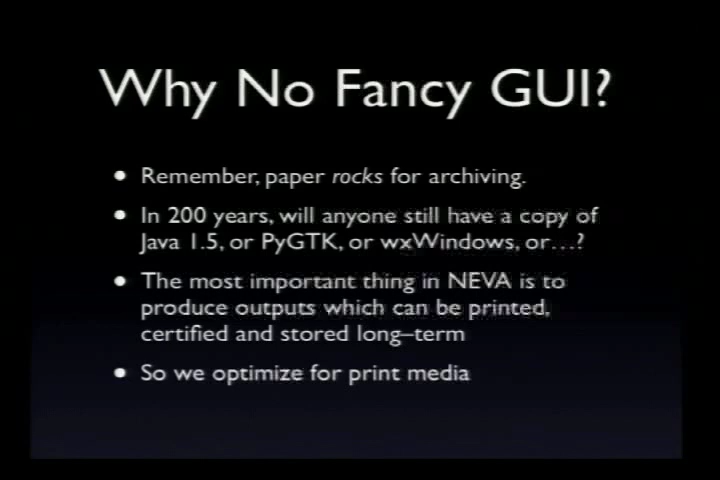 Why No Fancy GUI?
• Remember, paper rocks for archiving.
• In 200 years, will anyone still have a copy of
Java 1.5, or PyGTK, or wxWindows, or…?
• The most important thing in NEVA is to
produce outputs which can be printed,
certified and stored long–term
• So we optimize for print media